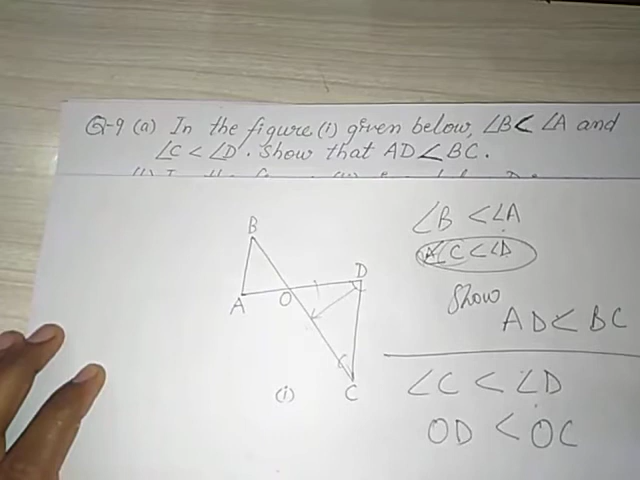 Q-9 (a) In the figure (i) given below, ∠B < ∠A and
∠C < ∠D. Show that AD < BC.
B
A
O
D
C
(i)
∠B < ∠A
∠C < ∠D
Show
AD < BC
∠C < ∠D
OD < OC